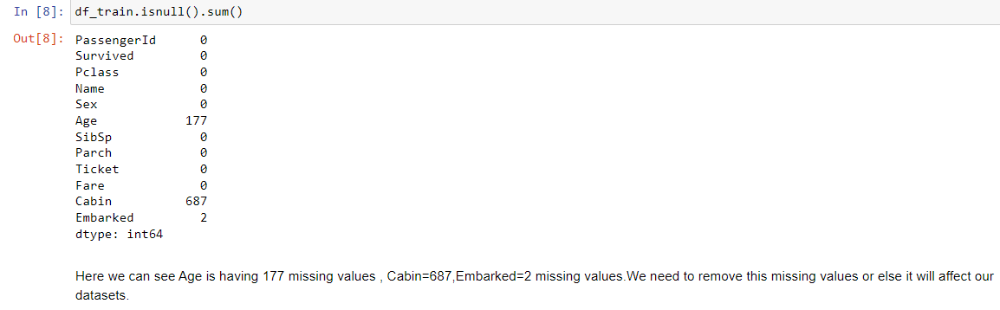 In [8]: df_train.isnull().sum()
Out[8]: PassengerId 0
Survived 0
Pclass 0
Name 0
Sex 0
Age 177
SibSp 0
Parch 0
Ticket 0
Fare 0
Cabin 687
Embarked 2
dtype: int64
Here we can see Age is having 177 missing values , Cabin=687,Embarked=2 missing values.We need to remove this missing values or else it will affect our
datasets.